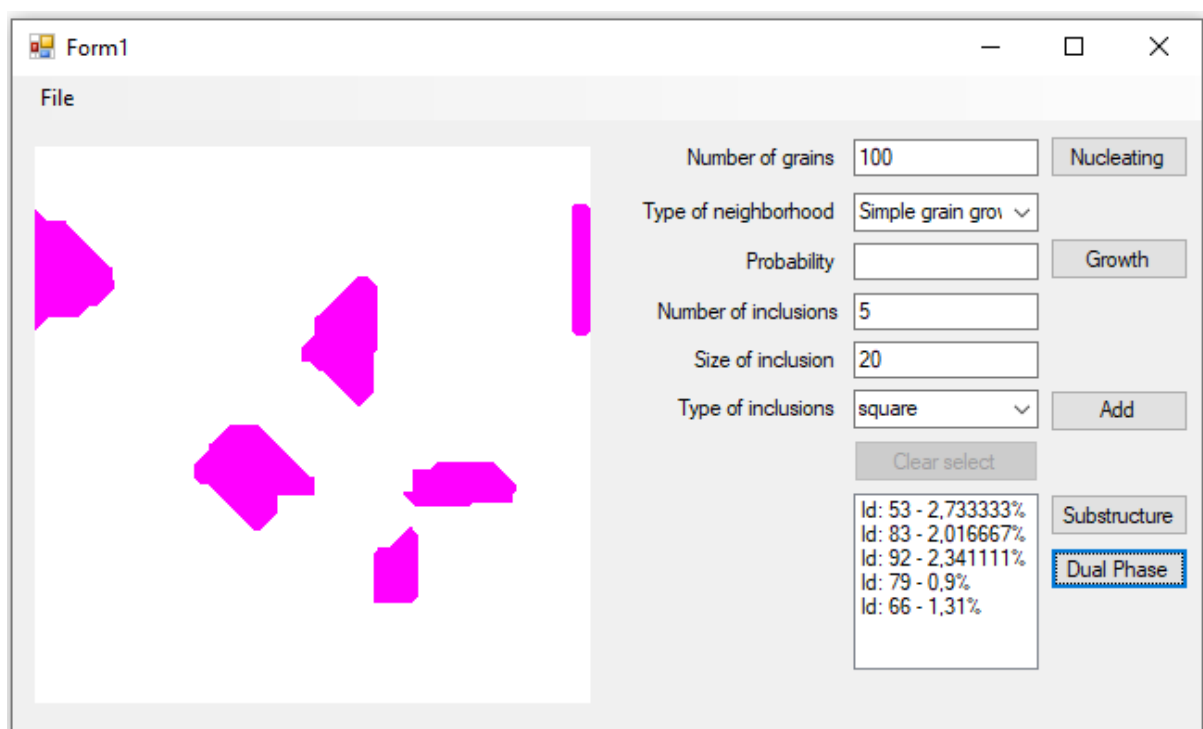 Form1
File
Number of grains 100 Nucleating
Type of neighborhood Simple grain grov
Probability Growth
Number of inclusions 5
Size of inclusion 20
Type of inclusions square Add
Clear select
Id: 53 - 2,733333%
Id: 83 - 2,016667%
Id: 92 - 2,341111%
Id: 79 - 0,9%
Id: 66 - 1,31%
Substructure
Dual Phase